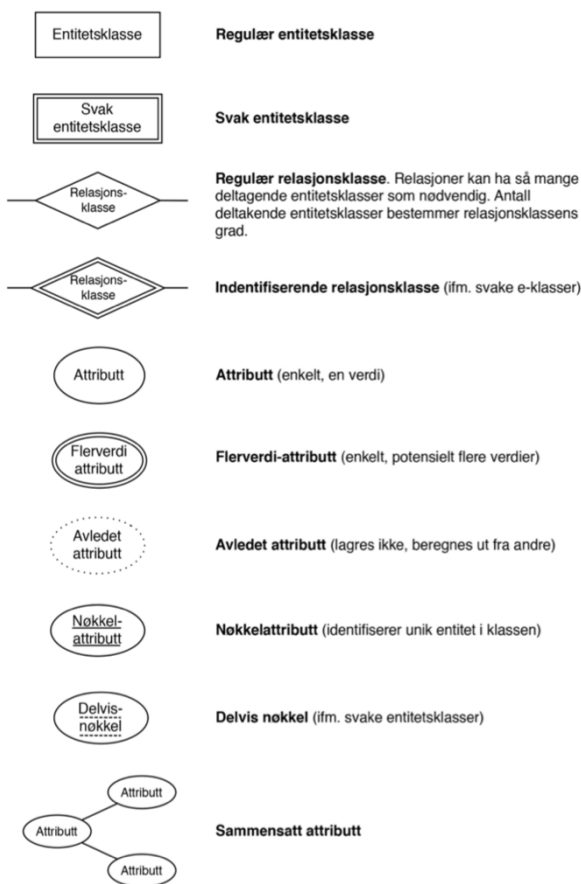 Entitetsklasse
Regulær entitetsklasse
Svak
entitetsklasse
Svak entitetsklasse
Relasjons-
klasse
Regulær relasjonsklasse. Relasjoner kan ha så mange
deltagende entitetsklasser som nødvendig. Antall
deltakende entitetsklasser bestemmer relasjonsklassens
grad.
Relasjons-
klasse
Indentifiserende relasjonsklasse (ifm. svake e-klasser)
Attributt
Attributt (enkelt, en verdi)
Flerverdi
attributt
Flerverdi-attributt (enkelt, potensielt flere verdier)
Avledet
attributt
Avledet attributt (lagres ikke, beregnes ut fra andre)
Nøkkel-
attributt
Nøkkelattributt (identifiserer unik entitet i klassen)
Delvis-
nøkkel
Delvis nøkkel (ifm. svake entitetsklasser)
Attributt
Attributt
Sammensatt attributt
Attributt